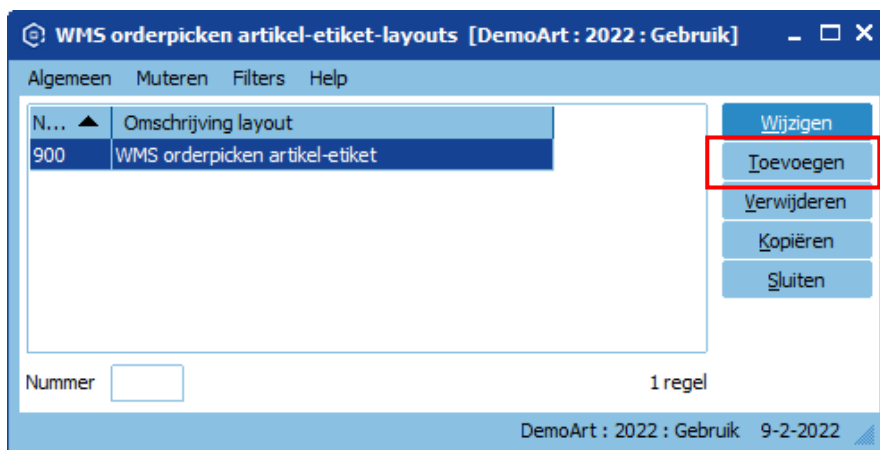 WMS orderpicken artikel-etiket-layouts [DemoArt : 2022 : Gebruik]
Algemeen Muteren Filters Help
N... Omschrijving layout
900 WMS orderpicken artikel-etiket
Wijzigen
Toevoegen
Verwijderen
Kopiëren
Sluiten
Nummer 1 regel
DemoArt : 2022 : Gebruik 9-2-2022